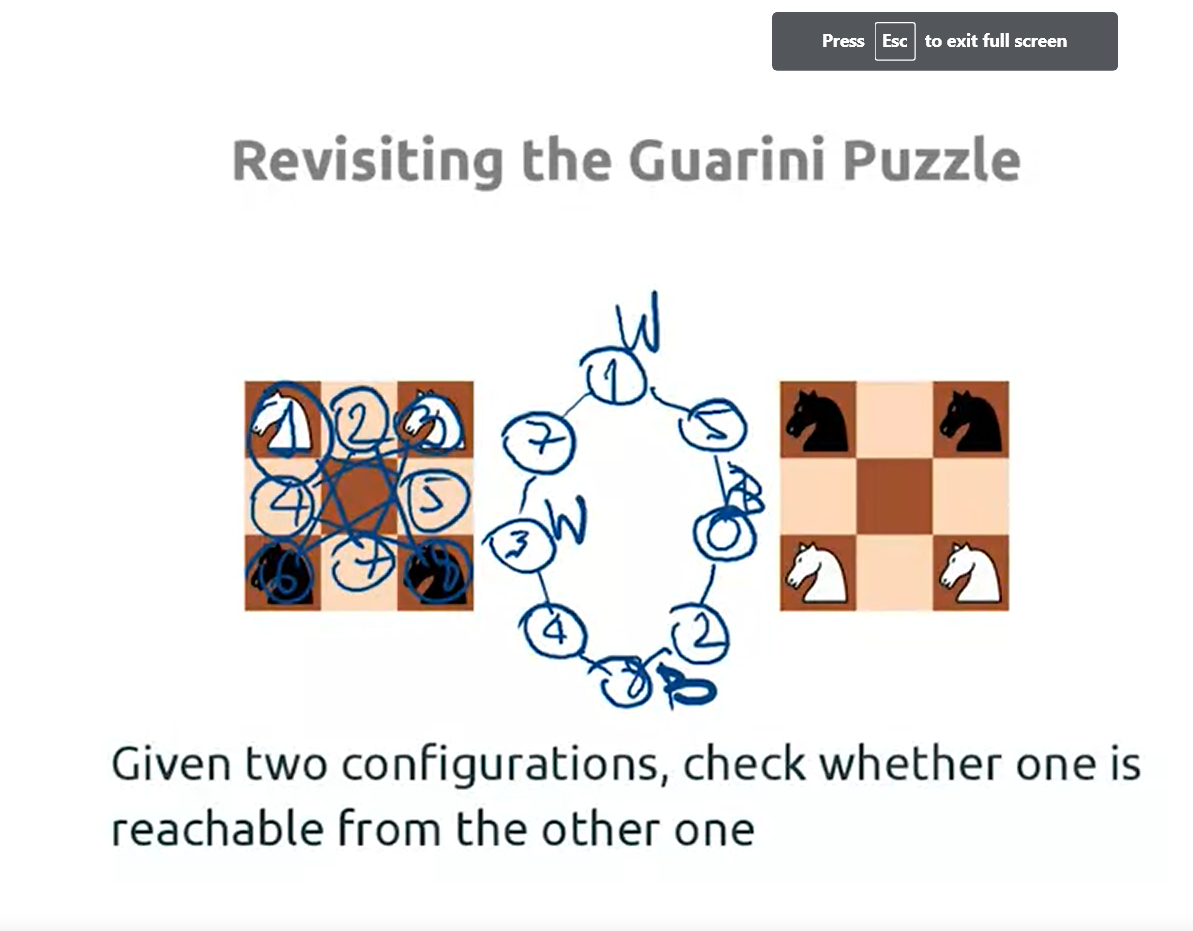 Press Esc to exit full screen
Revisiting the Guarini Puzzle
W
1
1 2 3
7 5
4 5
B
3 W
6 7 8
4 2
8 B
Given two configurations, check whether one is
reachable from the other one